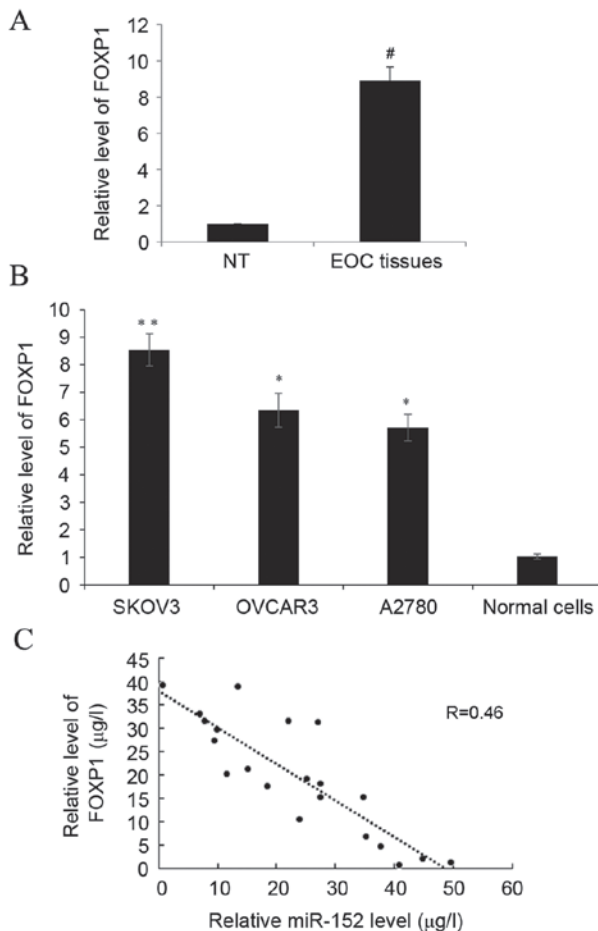 A
Relative level of FOXP1
12
10
8
6
4
2
0
#
NT
EOC tissues
B
Relative level of FOXP1
10
9
8
7
6
5
4
3
2
1
0
**
*
*
SKOV3
OVCAR3
A2780
Normal cells
C
Relative level of
FOXP1 (µg/l)
45
40
35
30
25
20
15
10
5
0
R=0.46
0
10
20
30
40
50
60
Relative miR-152 level (µg/l)